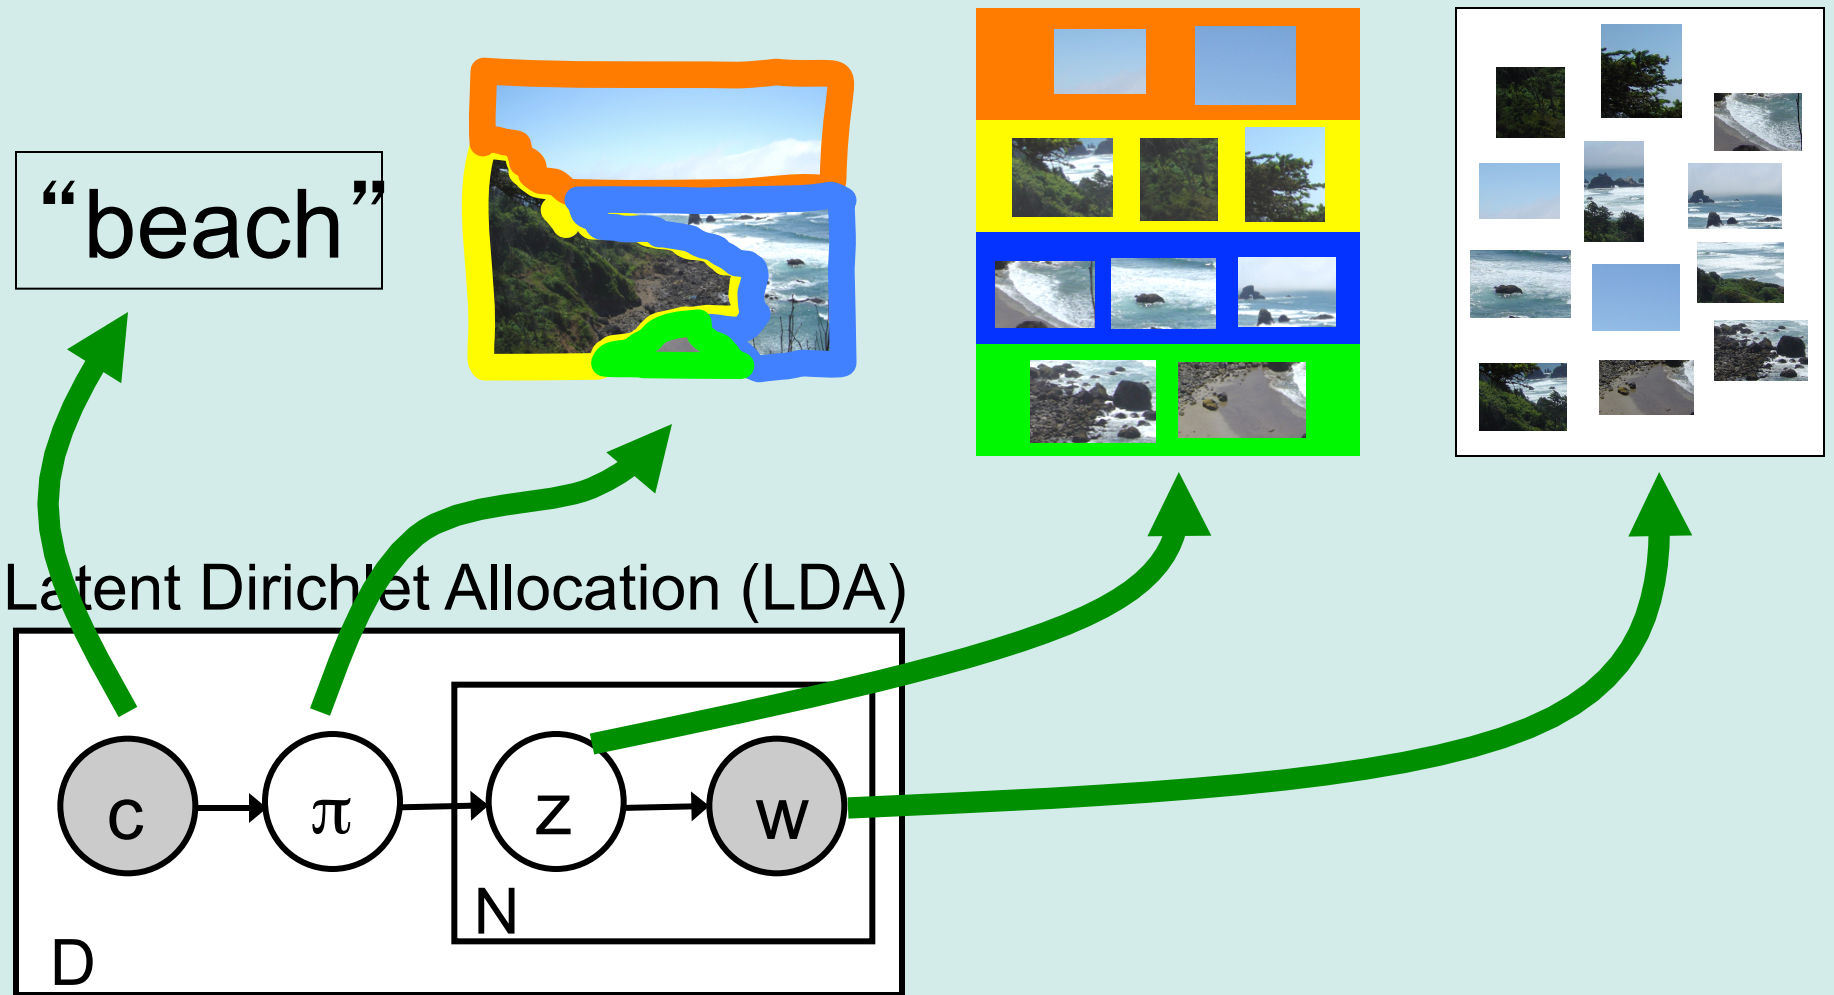 “beach”
Latent Dirichlet Allocation (LDA)
c π z w
N
D